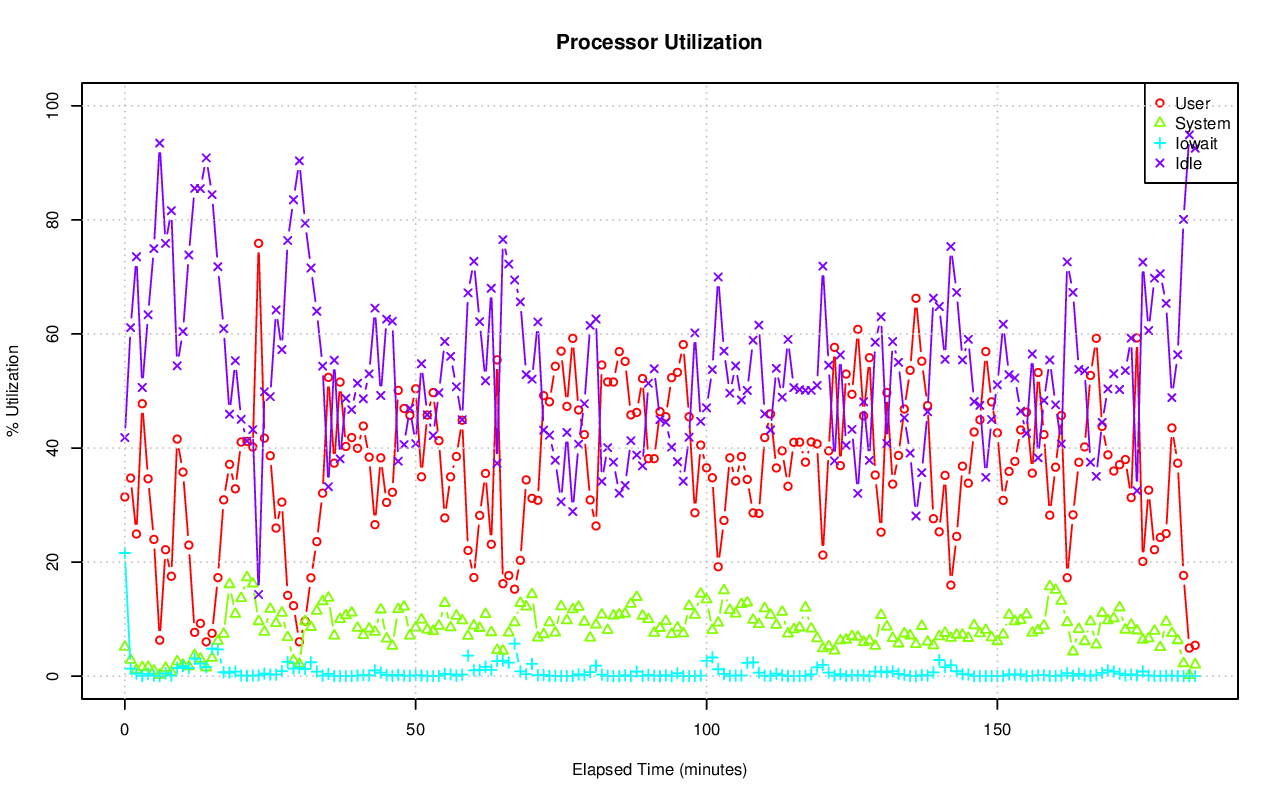 Processor Utilization
% Utilization
100
80
60
40
20
0
User
System
Iowait
Idle
0 50 100 150
Elapsed Time (minutes)